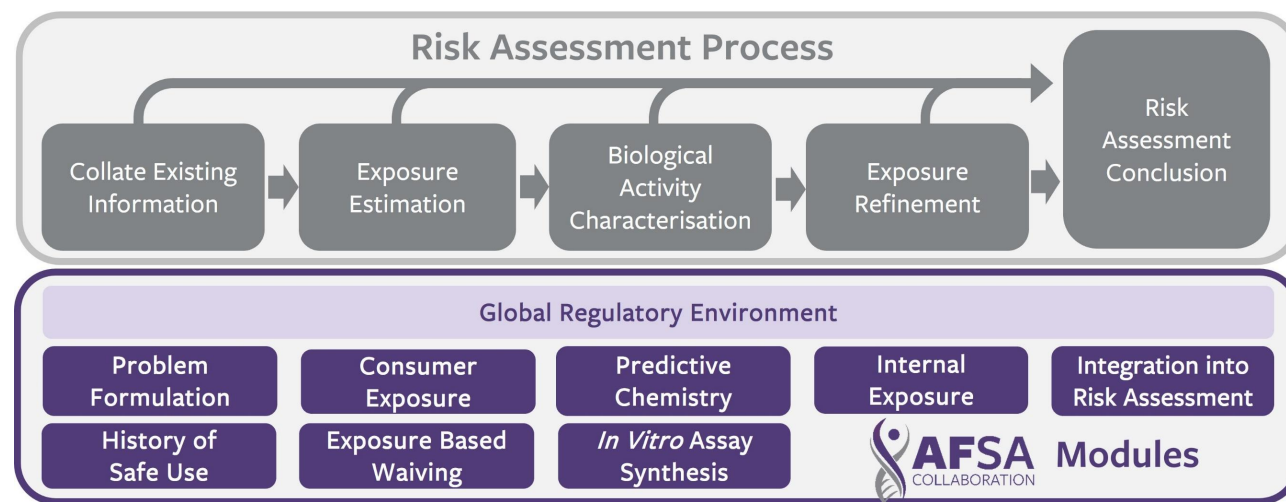 Risk Assessment Process
Collate Existing
Information
Exposure
Estimation
Biological
Activity
Characterisation
Exposure
Refinement
Risk
Assessment
Conclusion
Global Regulatory Environment
Problem
Formulation
Consumer
Exposure
Predictive
Chemistry
Internal
Exposure
Integration into
Risk Assessment
History of
Safe Use
Exposure Based
Waiving
In Vitro Assay
Synthesis
AFSA
COLLABORATION
Modules